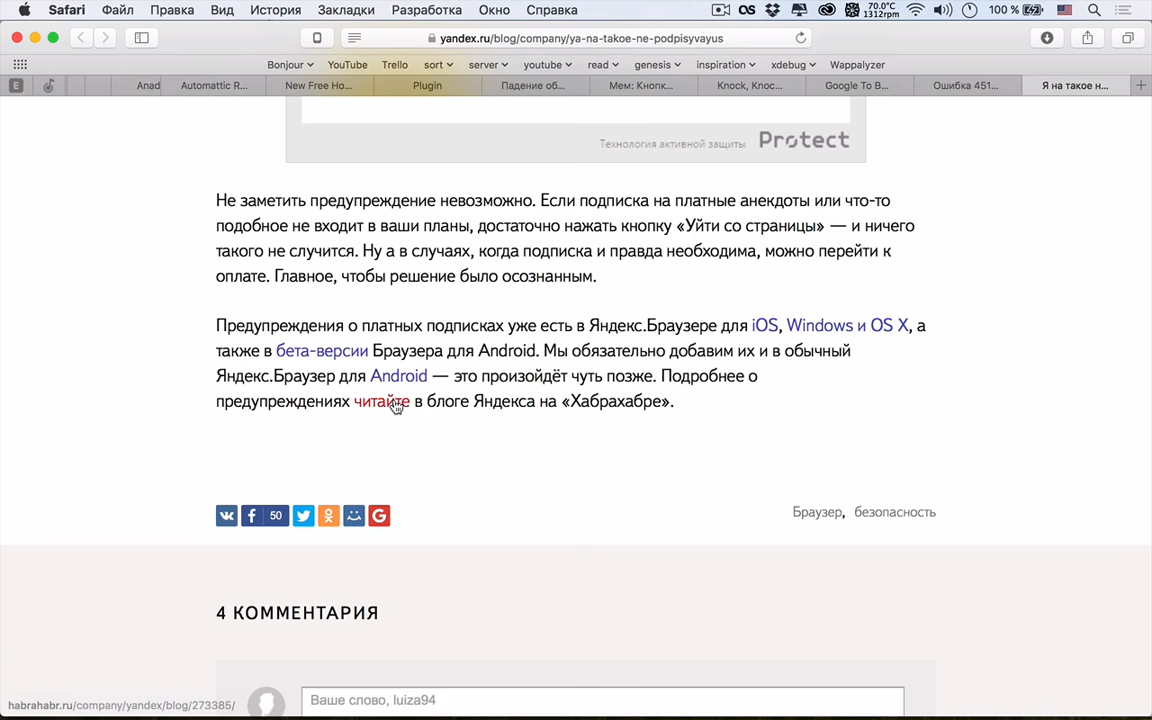 Safari Файл Правка Вид История Закладки Разработка Окно Справка
70.0°C
1312rpm
100 %
yandex.ru/blog/company/ya-na-takoe-ne-podpisyvayus
Bonjour YouTube Trello sort server youtube read genesis inspiration xdebug Wappalyzer
E Anad Automattic R... New Free Ho... Plugin Падение об... Мем: Кнопк... Knock, Knoc... Google To B... Ошибка 451... Я на такое н...
Технология активной защиты Protect
Не заметить предупреждение невозможно. Если подписка на платные анекдоты или что-то
подобное не входит в ваши планы, достаточно нажать кнопку «Уйти со страницы» — и ничего
такого не случится. Ну а в случаях, когда подписка и правда необходима, можно перейти к
оплате. Главное, чтобы решение было осознанным.
Предупреждения о платных подписках уже есть в Яндекс.Браузере для iOS, Windows и OS X, а
также в бета-версии Браузера для Android. Мы обязательно добавим их и в обычный
Яндекс.Браузер для Android — это произойдёт чуть позже. Подробнее о
предупреждениях читайте в блоге Яндекса на «Хабрахабре».
50
Браузер, безопасность
4 КОММЕНТАРИЯ
Ваше слово, luiza94
habrahabr.ru/company/yandex/blog/273385/